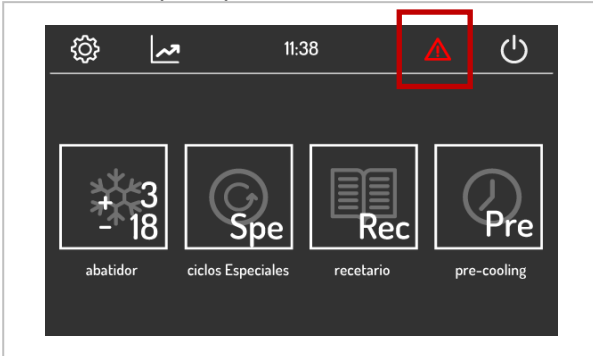 11:38
+3
-18
abatidor
Spe
ciclos Especiales
Rec
recetario
Pre
pre-cooling